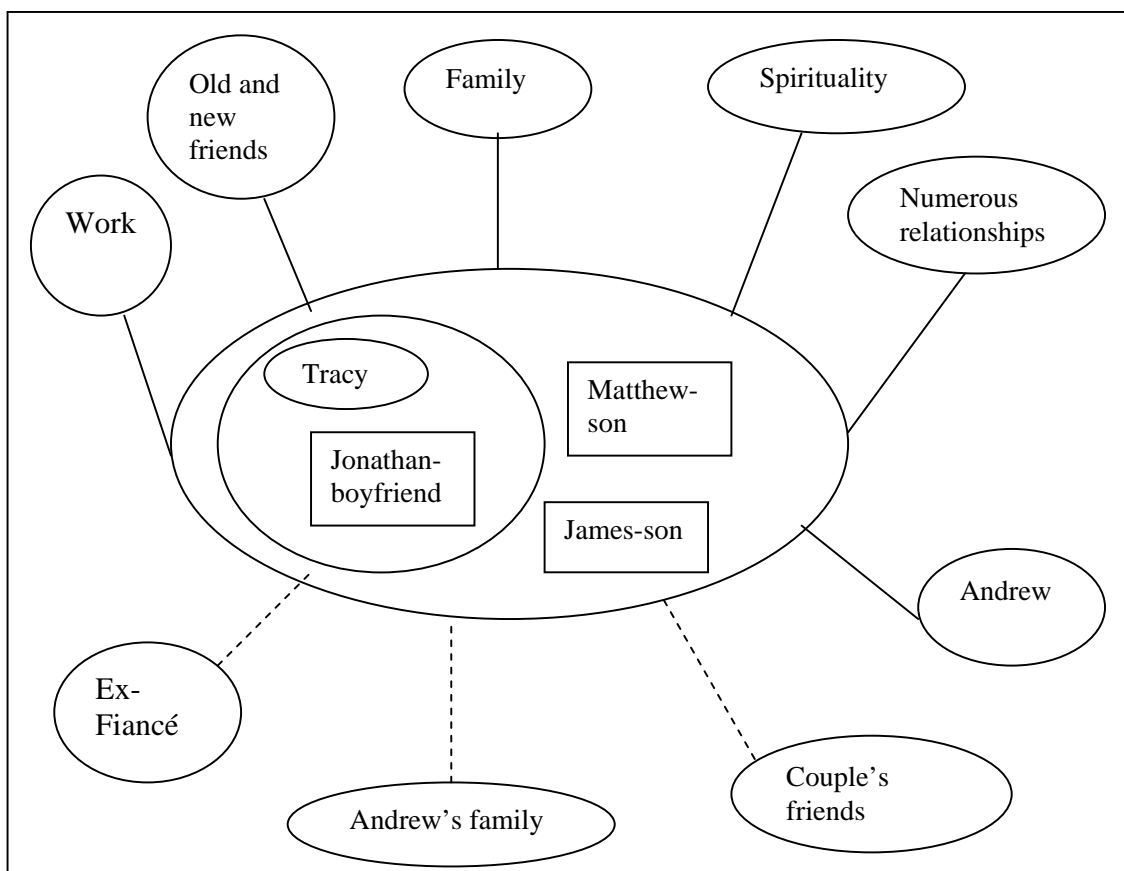 Old and
new
friends
Family
Spirituality
Work
Numerous
relationships
Tracy
Matthew-
son
Jonathan-
boyfriend
James-son
Andrew
Ex-
Fiancé
Andrew’s family
Couple’s
friends